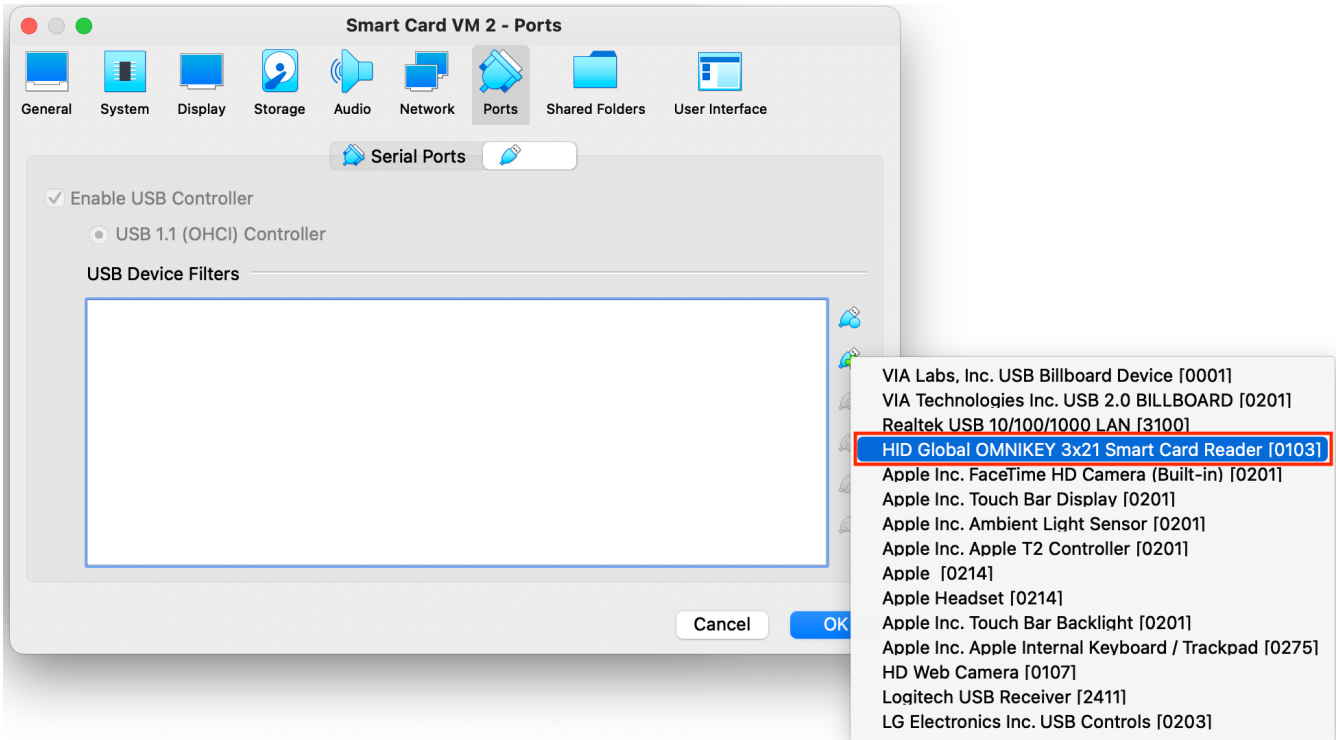 Smart Card VM 2 - Ports
General System Display Storage Audio Network Ports Shared Folders User Interface
Serial Ports
Enable USB Controller
USB 1.1 (OHCI) Controller
USB Device Filters
VIA Labs, Inc. USB Billboard Device [0001]
VIA Technologies Inc. USB 2.0 BILLBOARD [0201]
Realtek USB 10/100/1000 LAN [3100]
HID Global OMNIKEY 3x21 Smart Card Reader [0103]
Apple Inc. FaceTime HD Camera (Built-in) [0201]
Apple Inc. Touch Bar Display [0201]
Apple Inc. Ambient Light Sensor [0201]
Apple Inc. Apple T2 Controller [0201]
Apple  [0214]
Apple Headset [0214]
Apple Inc. Touch Bar Backlight [0201]
Apple Inc. Apple Internal Keyboard / Trackpad [0275]
HD Web Camera [0107]
Logitech USB Receiver [2411]
LG Electronics Inc. USB Controls [0203]
Cancel OK